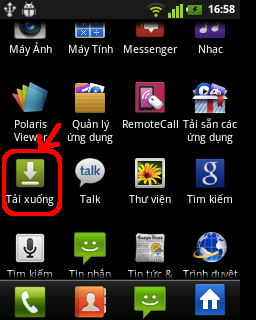 16:58
Máy Ảnh
Máy Tính
Messenger
Nhạc
Polaris
Viewer
Quản lý
ứng dụng
RemoteCall
Tải sẵn các
ứng dụng
Tải xuống
talk
Talk
Thư viện
g
Tìm kiếm
Tìm kiếm
Tin nhắn
Tin tức &
Trình duyệt